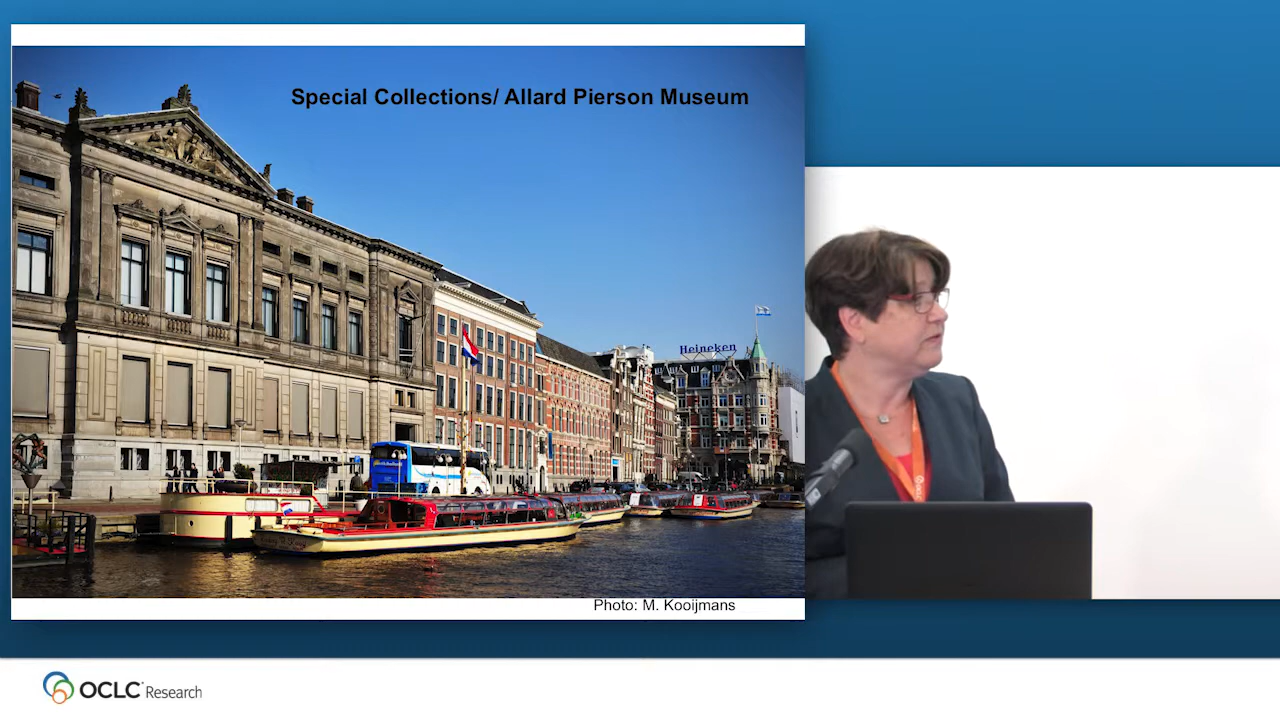 Special Collections/ Allard Pierson Museum
Heineken
Photo: M. Kooijmans
OCLC Research